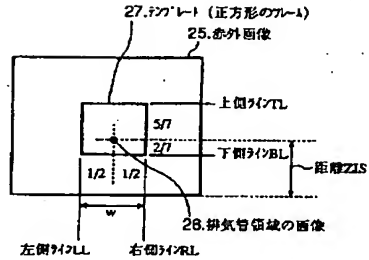 27.テンプレート (正方形のフレーム)
25.赤外画像
上側ラインTL
5/7
2/7
下側ラインBL
距離ZIS
1/2 1/2
w
28.排気管領域の画像
左側ラインLL
右側ラインRL